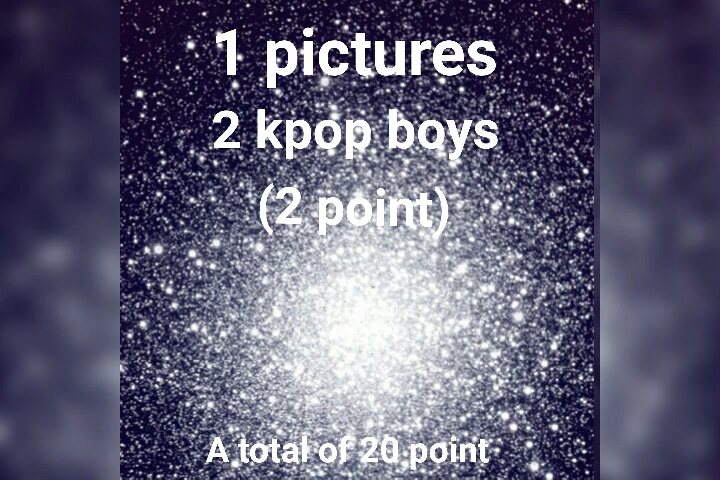 1 pictures
2 kpop boys
(2 point)
A total of 20 point